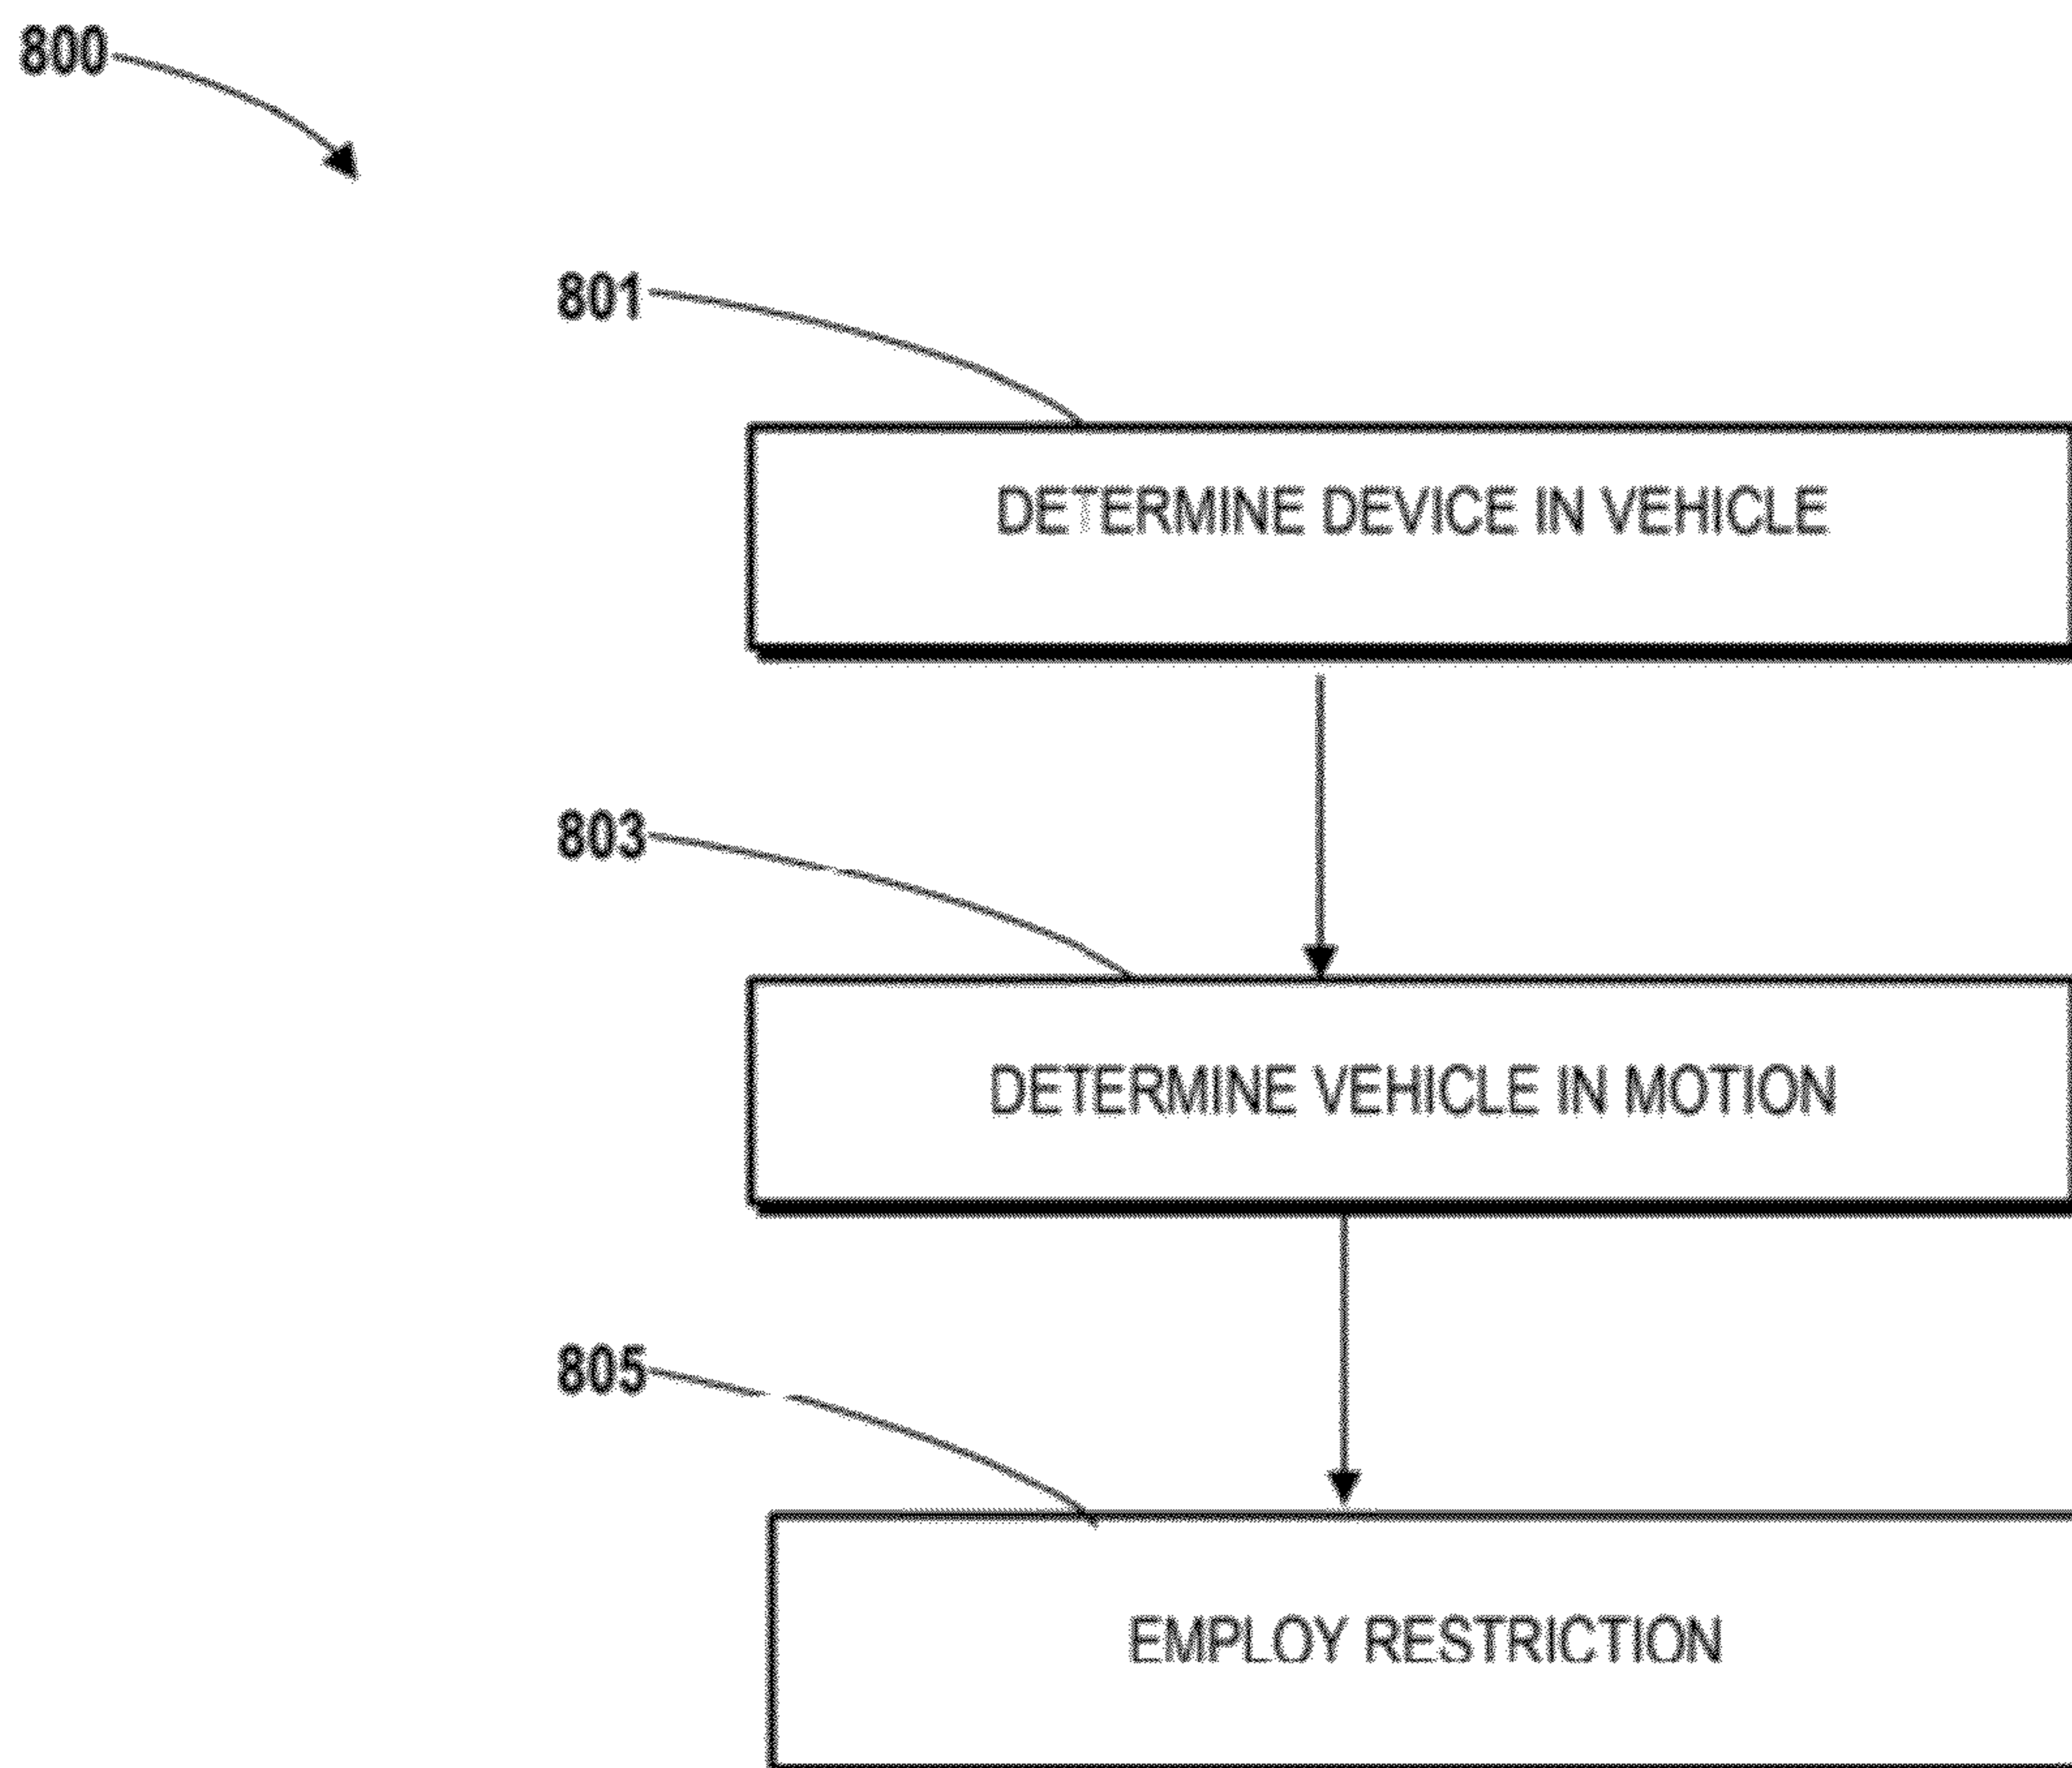 800
801
DETERMINE DEVICE IN VEHICLE
803
DETERMINE VEHICLE IN MOTION
805
EMPLOY RESTRICTION